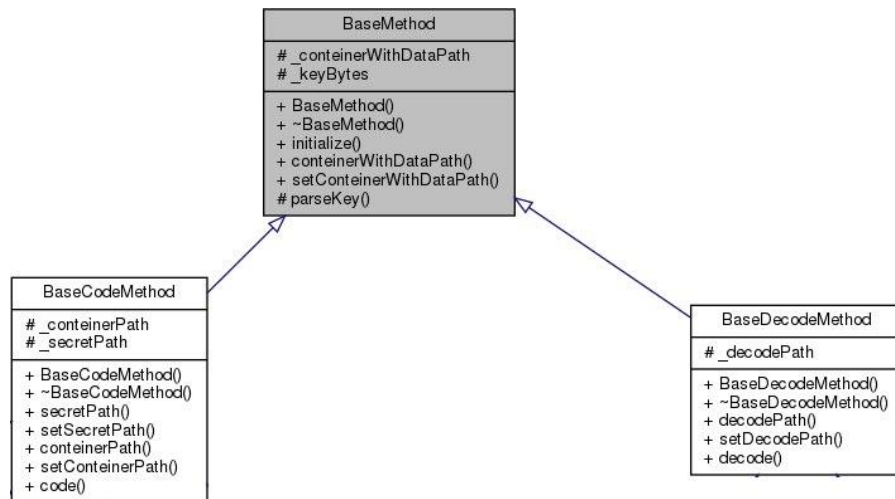 BaseMethod
# _conteinerWithDataPath
# _keyBytes
+ BaseMethod()
+ ~BaseMethod()
+ initialize()
+ conteinerWithDataPath()
+ setConteinerWithDataPath()
# parseKey()
BaseCodeMethod
# _conteinerPath
# _secretPath
+ BaseCodeMethod()
+ ~BaseCodeMethod()
+ secretPath()
+ setSecretPath()
+ conteinerPath()
+ setConteinerPath()
+ code()
BaseDecodeMethod
# _decodePath
+ BaseDecodeMethod()
+ ~BaseDecodeMethod()
+ decodePath()
+ setDecodePath()
+ decode()